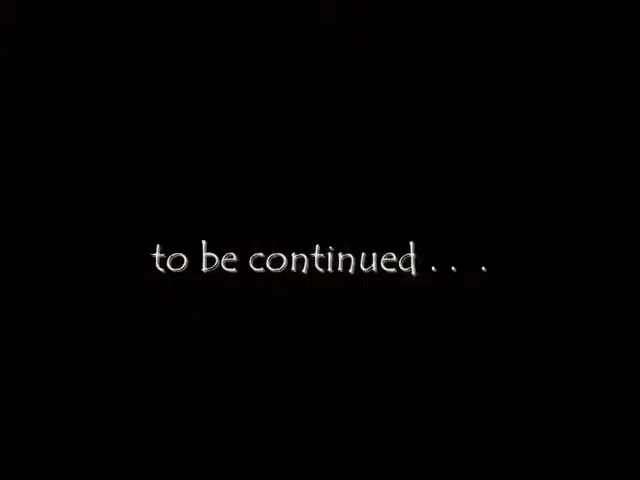 to be continued . . .